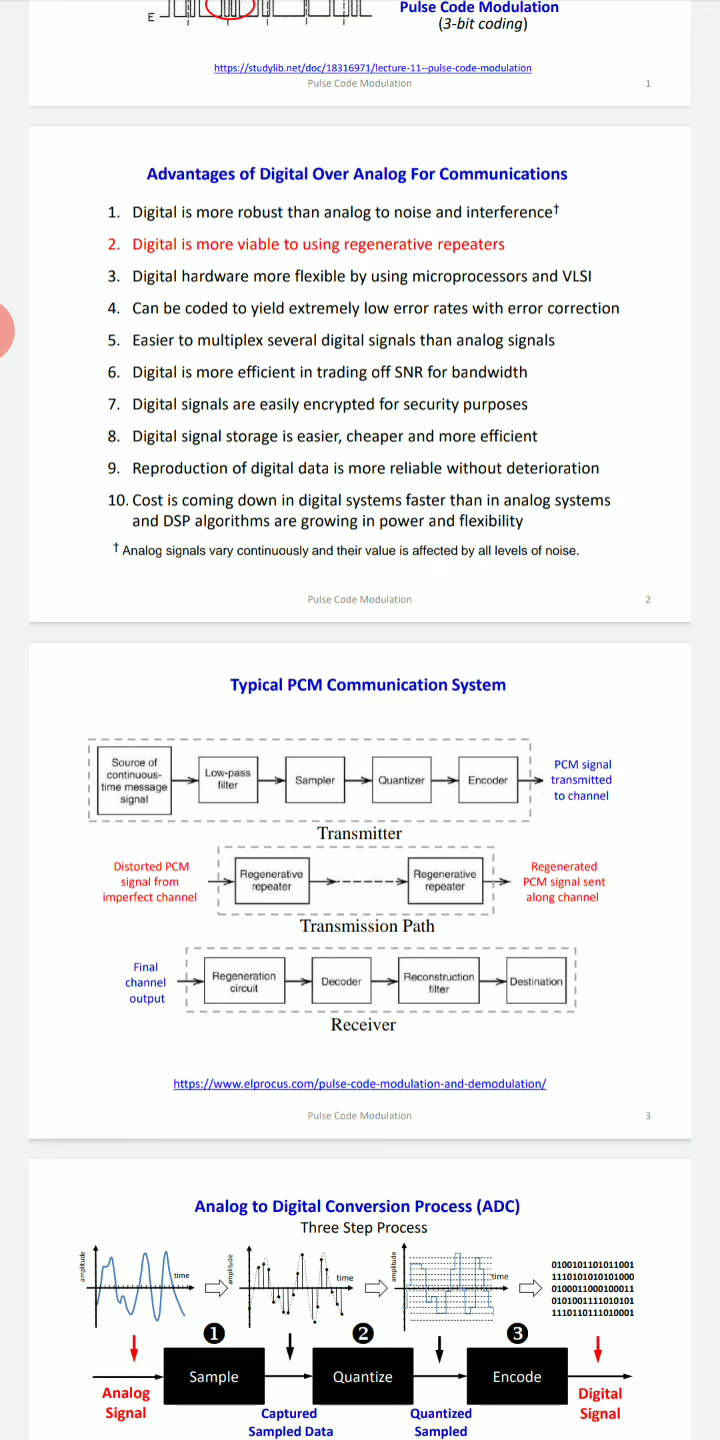 E
Pulse Code Modulation
(3-bit coding)
https://studylib.net/doc/18316971/lecture-11--pulse-code-modulation
Pulse Code Modulation
1
Advantages of Digital Over Analog For Communications
1. Digital is more robust than analog to noise and interference†
2. Digital is more viable to using regenerative repeaters
3. Digital hardware more flexible by using microprocessors and VLSI
4. Can be coded to yield extremely low error rates with error correction
5. Easier to multiplex several digital signals than analog signals
6. Digital is more efficient in trading off SNR for bandwidth
7. Digital signals are easily encrypted for security purposes
8. Digital signal storage is easier, cheaper and more efficient
9. Reproduction of digital data is more reliable without deterioration
10. Cost is coming down in digital systems faster than in analog systems
and DSP algorithms are growing in power and flexibility
† Analog signals vary continuously and their value is affected by all levels of noise.
Pulse Code Modulation
2
Typical PCM Communication System
Source of
continuous-
time message
signal
Low-pass
filter
Sampler
Quantizer
Encoder
PCM signal
transmitted
to channel
Transmitter
Distorted PCM
signal from
imperfect channel
Regenerative
repeater
Regenerative
repeater
Regenerated
PCM signal sent
along channel
Transmission Path
Final
channel
output
Regeneration
circuit
Decoder
Reconstruction
filter
Destination
Receiver
https://www.elprocus.com/pulse-code-modulation-and-demodulation/
Pulse Code Modulation
3
Analog to Digital Conversion Process (ADC)
Three Step Process
amplitude
time
amplitude
time
amplitude
time
0100101101011001
1110101010101000
0100011000100011
0101001111010101
1110110111010001
1
2
3
Sample
Quantize
Encode
Analog
Signal
Captured
Sampled Data
Quantized
Sampled
Digital
Signal